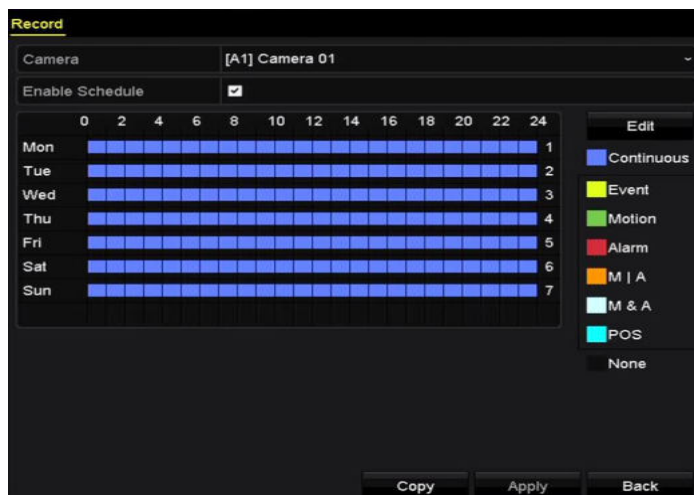 Record
Camera [A1] Camera 01
Enable Schedule
0 2 4 6 8 10 12 14 16 18 20 22 24
Mon 1
Tue 2
Wed 3
Thu 4
Fri 5
Sat 6
Sun 7
Edit
Continuous
Event
Motion
Alarm
M | A
M & A
POS
None
Copy Apply Back